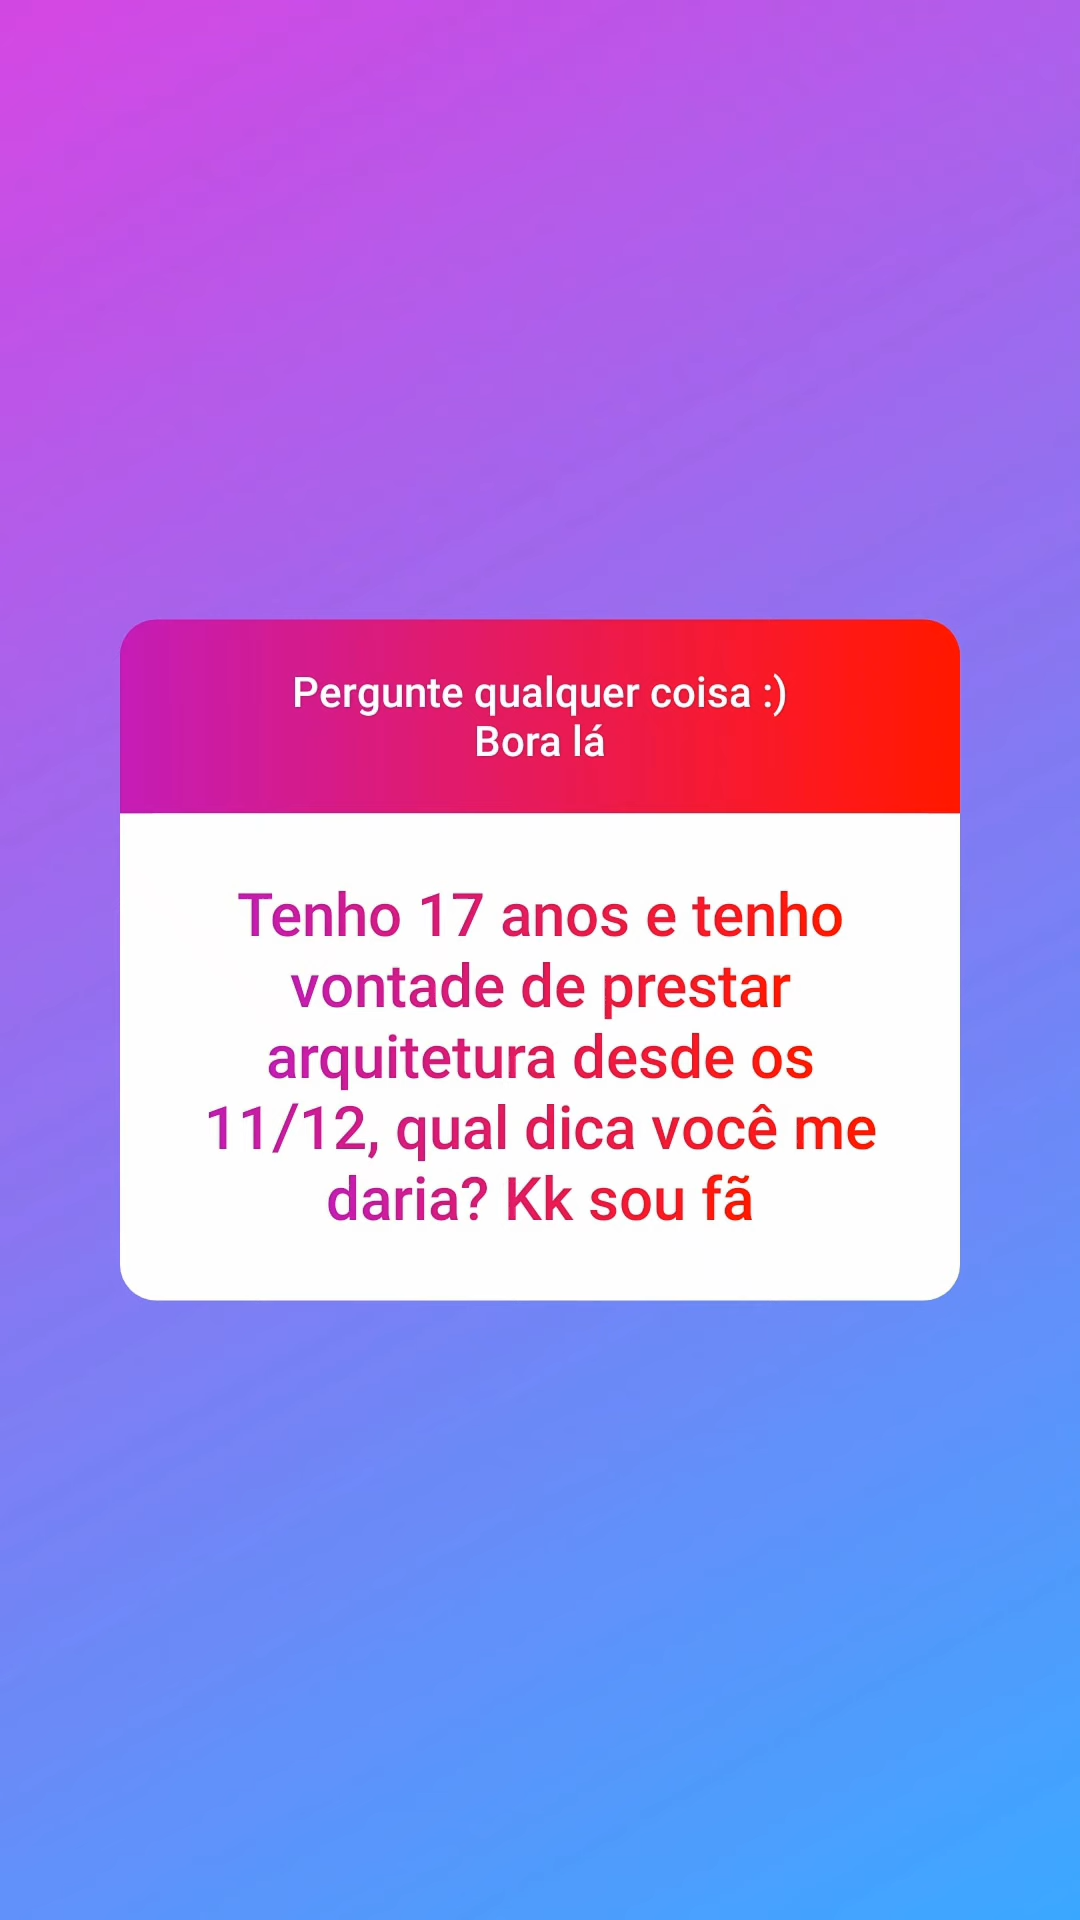 Pergunte qualquer coisa :)
Bora lá
Tenho 17 anos e tenho
vontade de prestar
arquitetura desde os
11/12, qual dica você me
daria? Kk sou fã